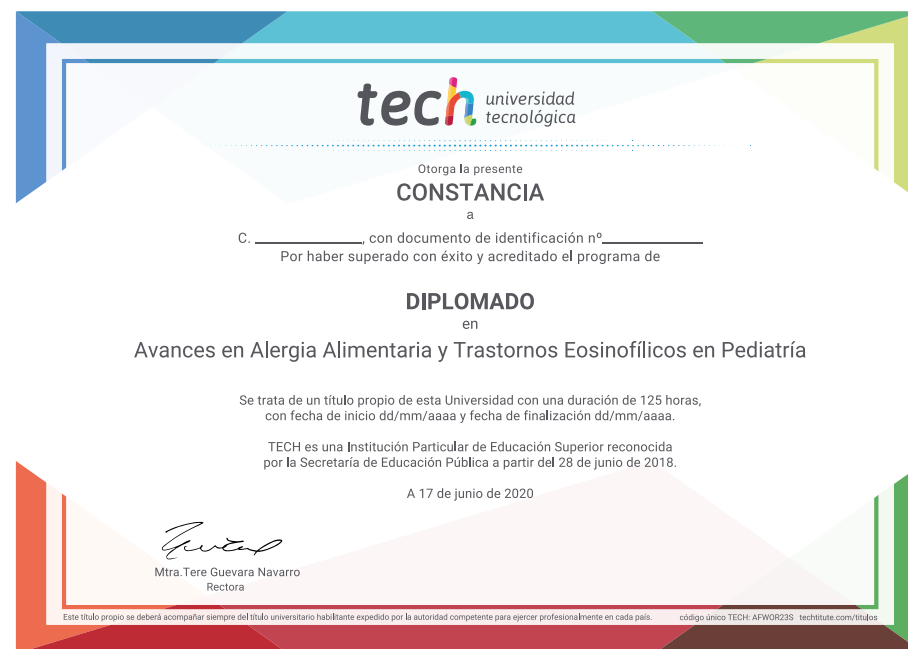 tech universidad
tecnológica
Otorga la presente
CONSTANCIA
a
C. ____________, con documento de identificación nº____________
Por haber superado con éxito y acreditado el programa de
DIPLOMADO
en
Avances en Alergia Alimentaria y Trastornos Eosinofílicos en Pediatría
Se trata de un título propio de esta Universidad con una duración de 125 horas,
con fecha de inicio dd/mm/aaaa y fecha de finalización dd/mm/aaaa.
TECH es una Institución Particular de Educación Superior reconocida
por la Secretaría de Educación Pública a partir del 28 de junio de 2018.
A 17 de junio de 2020
Mtra.Tere Guevara Navarro
Rectora
Este título propio se deberá acompañar siempre del título universitario habilitante expedido por la autoridad competente para ejercer profesionalmente en cada país. código único TECH: AFWOR23S techtitute.com/titulos